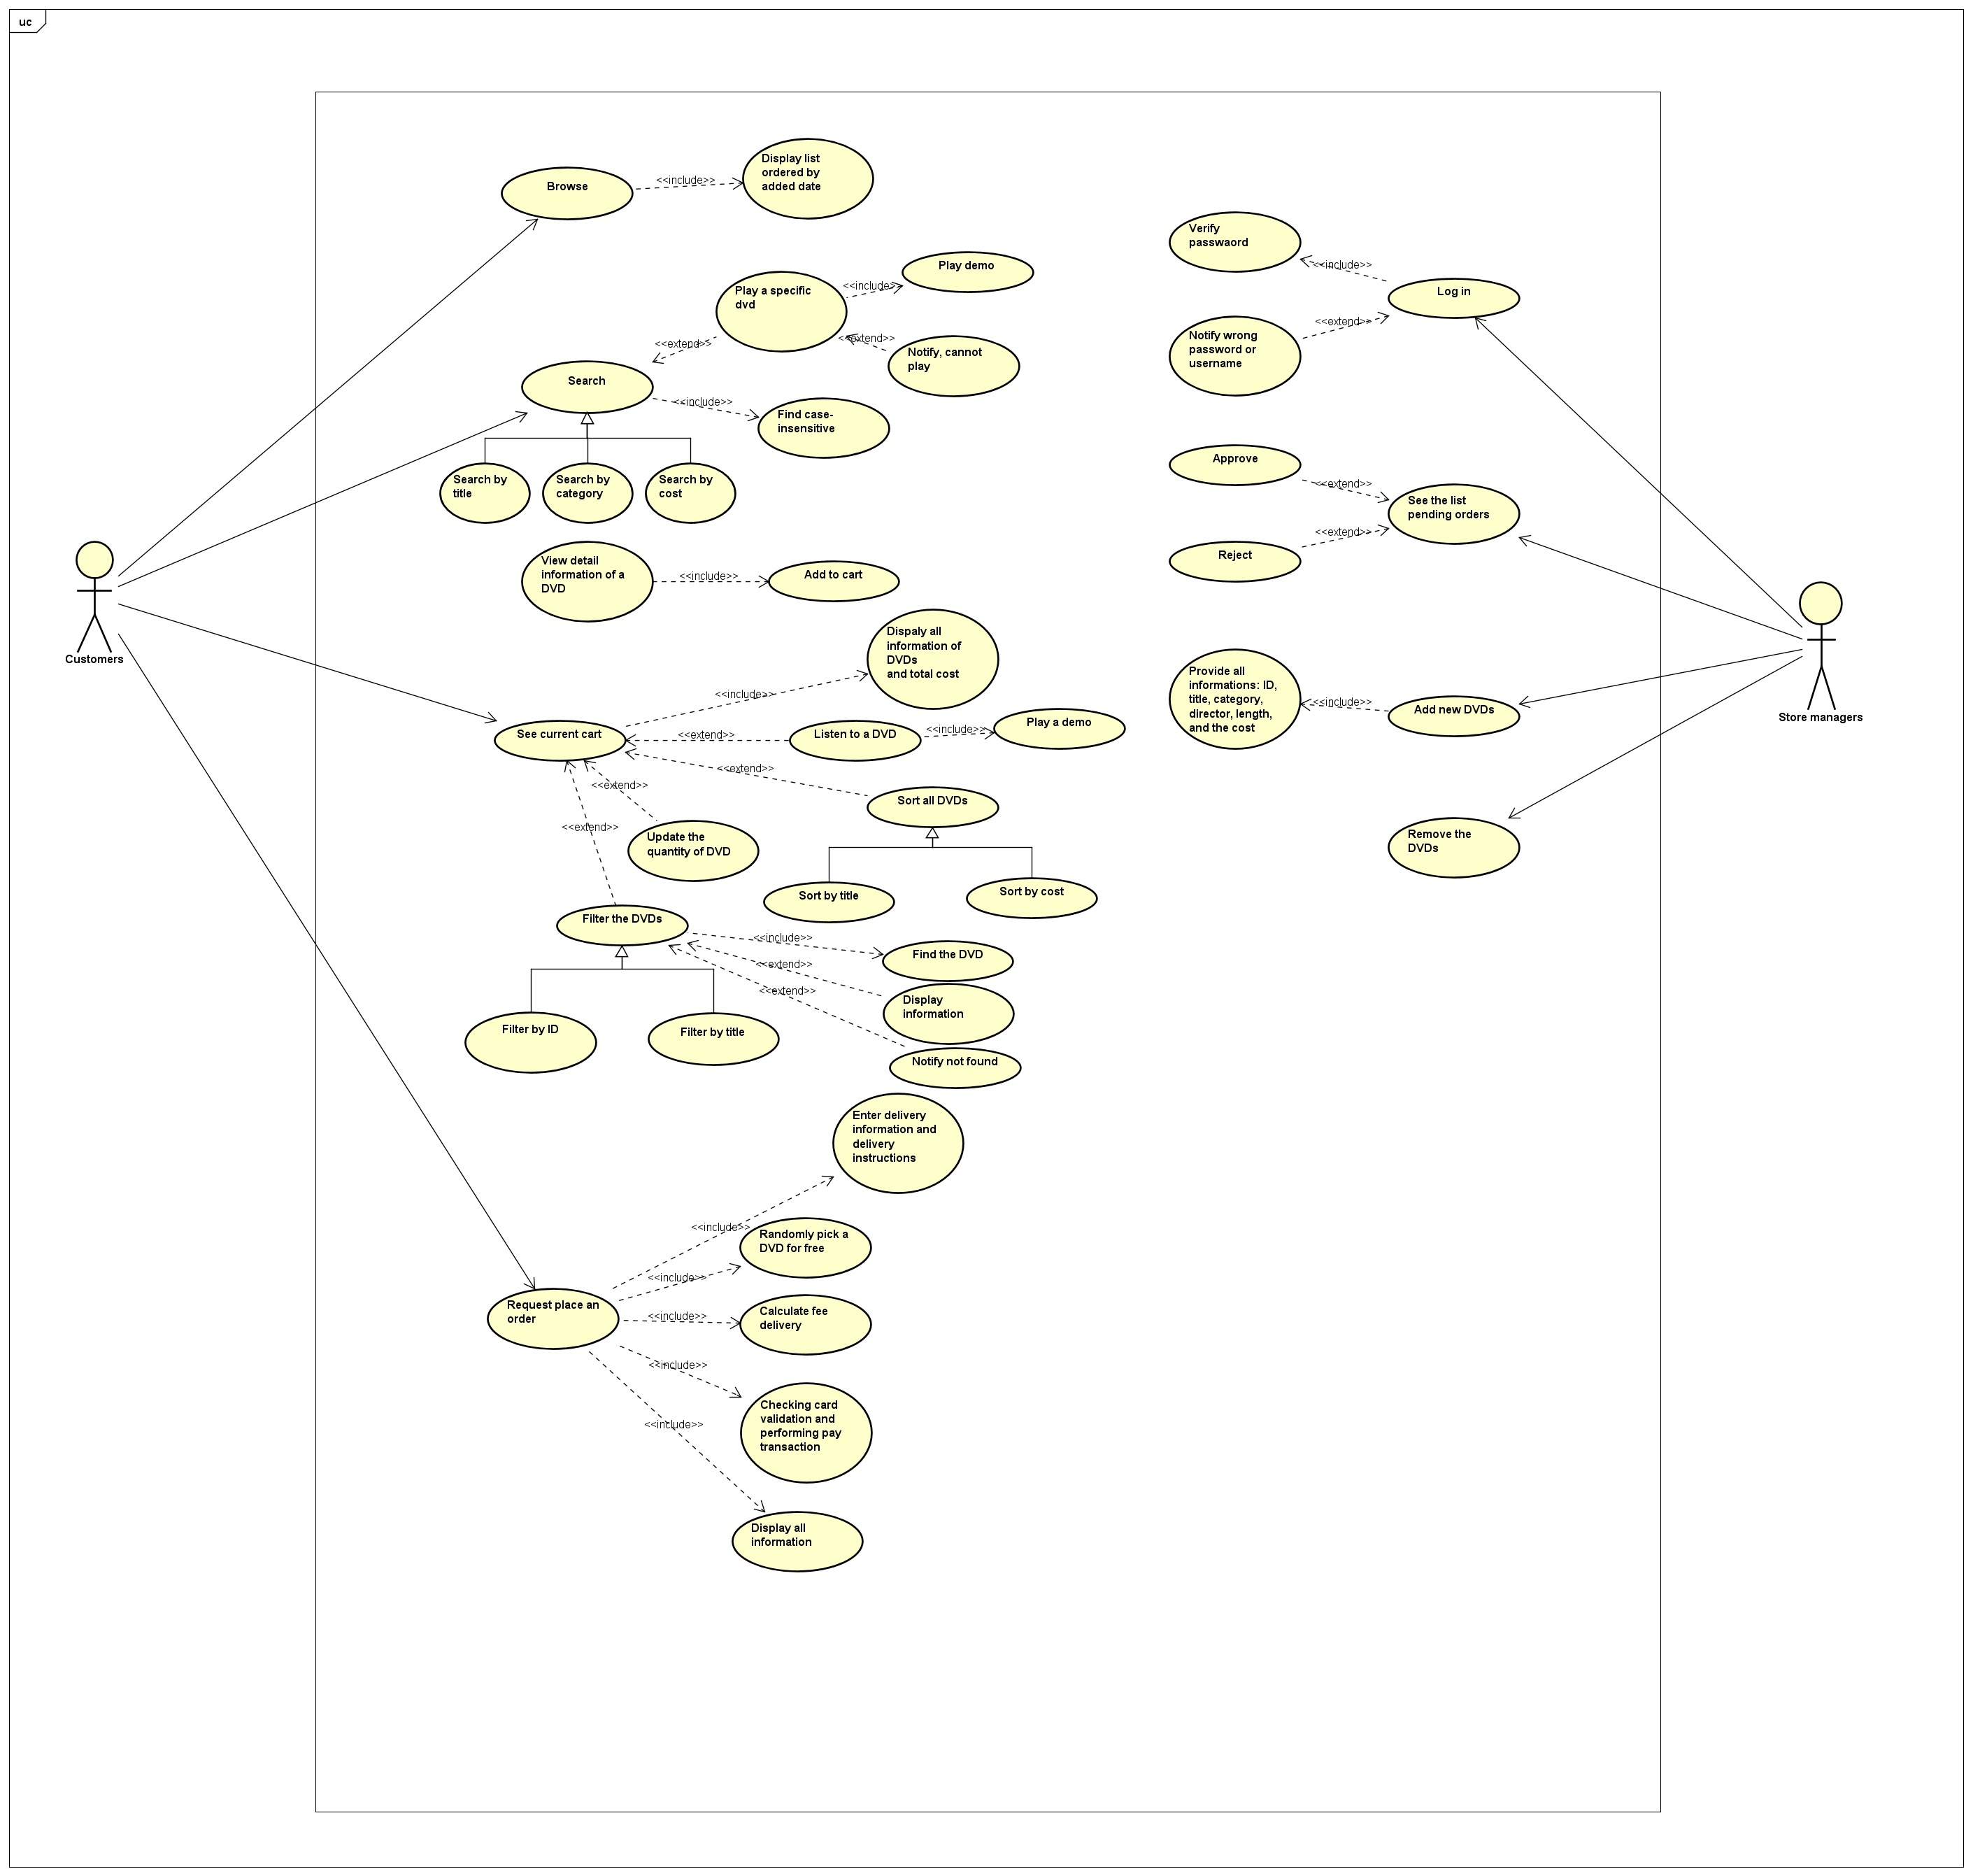 uc
Display list
ordered by
added date
Browse
<<include>>
Verify
passwaord
<<include>>
Log in
Notify wrong
password or
username
<<extend>>
Play a specific
dvd
<<include>>
Play demo
<<extend>>
Notify, cannot
play
<<extend>>
Search
<<include>>
Find case-
insensitive
Search by
title
Search by
category
Search by
cost
Approve
<<extend>>
See the list
pending orders
Reject
<<extend>>
View detail
information of a
DVD
<<include>>
Add to cart
Customers
Store managers
Dispaly all
information of
DVDs
and total cost
<<include>>
Provide all
informations: ID,
title, category,
director, length,
and the cost
<<include>>
Add new DVDs
See current cart
<<extend>>
Listen to a DVD
<<include>>
Play a demo
<<extend>>
Sort all DVDs
<<extend>>
<<extend>>
Update the
quantity of DVD
Remove the
DVDs
Sort by title
Sort by cost
Filter the DVDs
<<include>>
Find the DVD
<<extend>>
Display
information
<<extend>>
Notify not found
Filter by ID
Filter by title
Enter delivery
information and
delivery
instructions
<<include>>
Randomly pick a
DVD for free
<<include>>
Request place an
order
<<include>>
Calculate fee
delivery
<<include>>
Checking card
validation and
performing pay
transaction
<<include>>
Display all
information